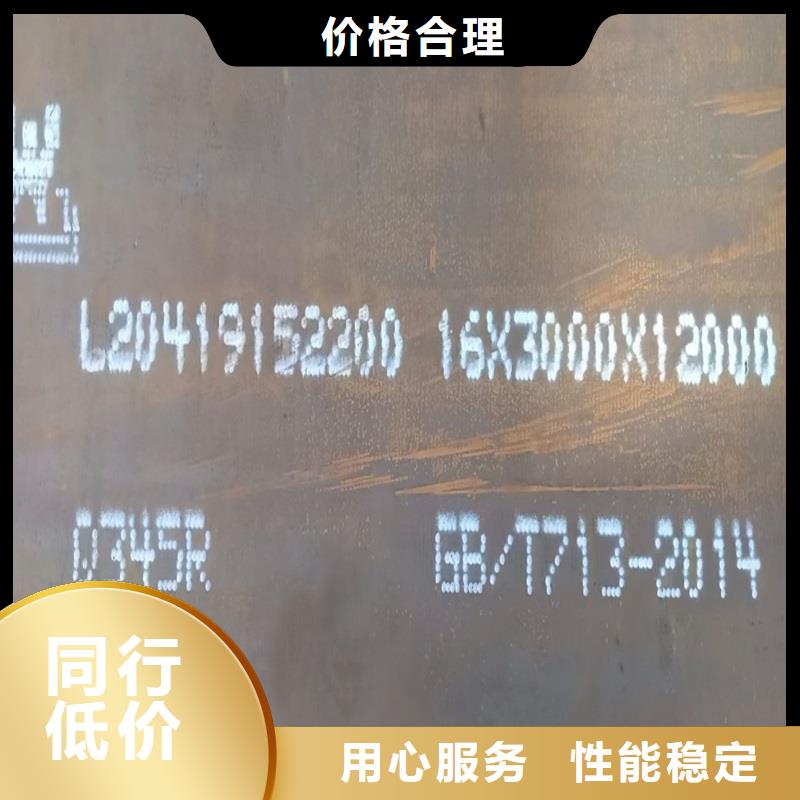 价格合理
L20419152200 16X3000X12000
Q345R GB/T713-2014
同行
低价
用心服务 性能稳定